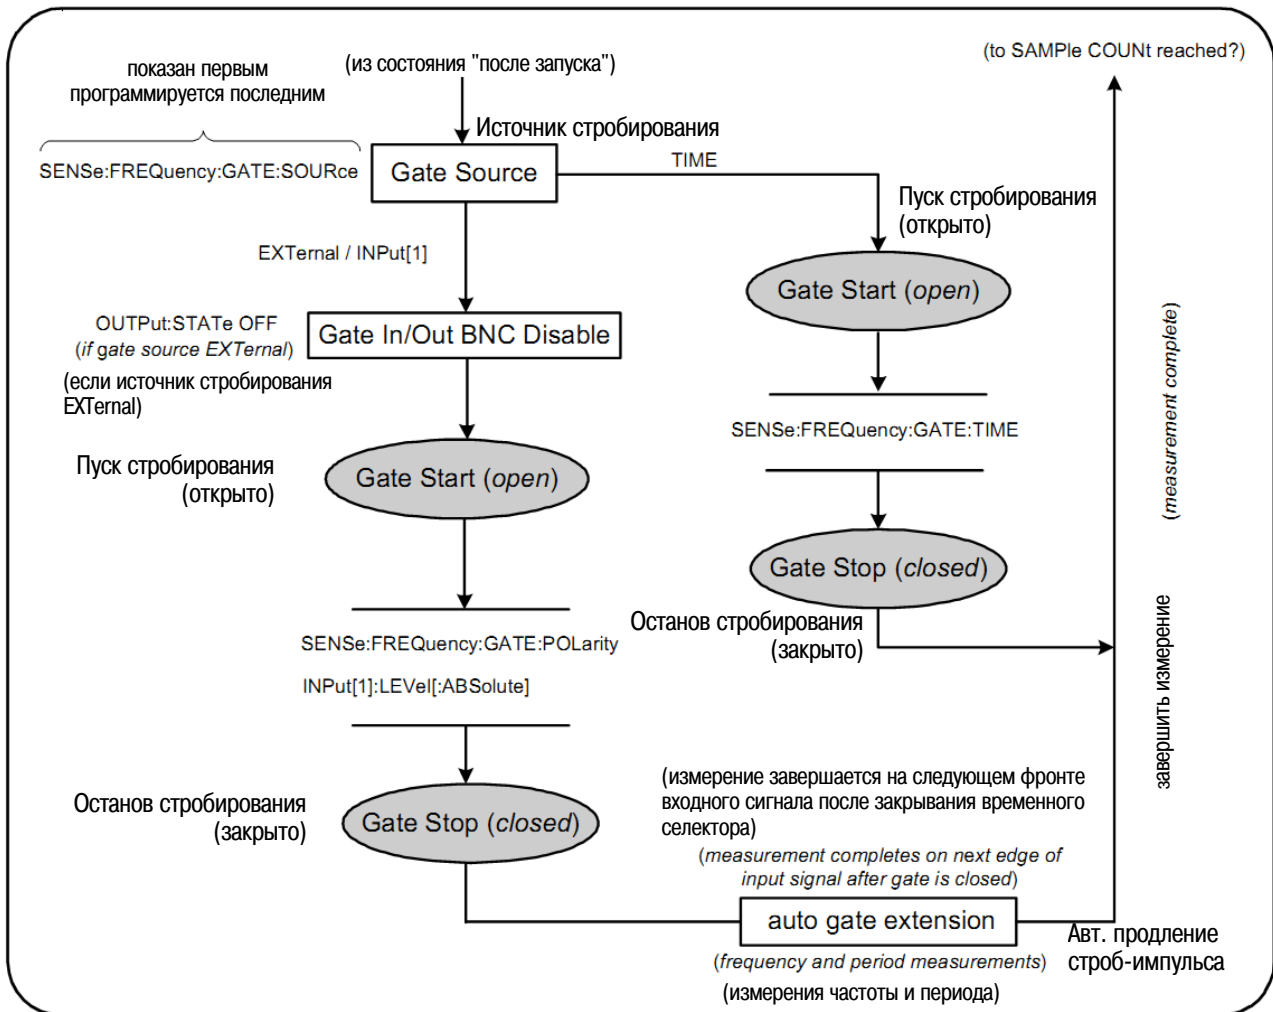 показан первым
программируется последним
(из состояния "после запуска")
(to SAMPle COUNt reached?)
Источник стробирования
SENSe:FREQuency:GATE:SOURce
Gate Source
TIME
Пуск стробирования
(открыто)
EXTernal / INPut[1]
Gate Start (open)
OUTPut:STATe OFF
(if gate source EXTernal)
Gate In/Out BNC Disable
(если источник стробирования
EXTernal)
SENSe:FREQuency:GATE:TIME
(measurement complete)
завершить измерение
Пуск стробирования
(открыто)
Gate Start (open)
Gate Stop (closed)
Останов стробирования
(закрыто)
SENSe:FREQuency:GATE:POLarity
INPut[1]:LEVel[:ABSolute]
Останов стробирования
(закрыто)
Gate Stop (closed)
(измерение завершается на следующем фронте
входного сигнала после закрывания временного
селектора)
(measurement completes on next edge of
input signal after gate is closed)
auto gate extension
Авт. продление
строб-импульса
(frequency and period measurements)
(измерения частоты и периода)